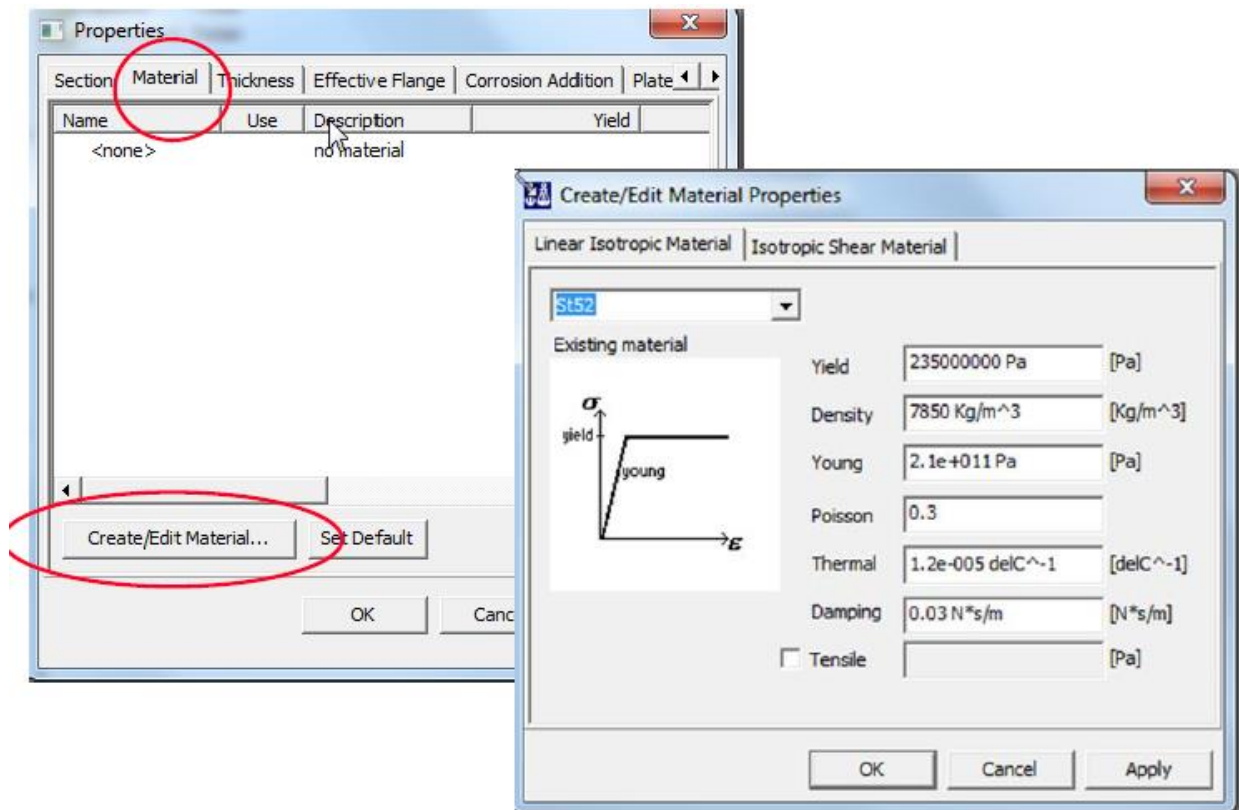 Properties
Section Material Thickness Effective Flange Corrosion Addition Plate
Name Use Description Yield
<none> no material
Create/Edit Material... Set Default
OK Canc
Create/Edit Material Properties
Linear Isotropic Material Isotropic Shear Material
St52
Existing material
σ
yield
young
ε
Yield 235000000 Pa [Pa]
Density 7850 Kg/m^3 [Kg/m^3]
Young 2.1e+011 Pa [Pa]
Poisson 0.3
Thermal 1.2e-005 delC^-1 [delC^-1]
Damping 0.03 N*s/m [N*s/m]
Tensile [Pa]
OK Cancel Apply